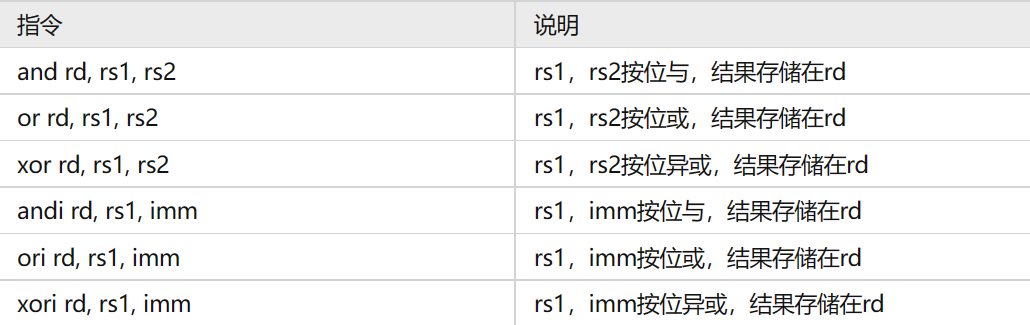 指令 说明
and rd, rs1, rs2 rs1，rs2按位与，结果存储在rd
or rd, rs1, rs2 rs1，rs2按位或，结果存储在rd
xor rd, rs1, rs2 rs1，rs2按位异或，结果存储在rd
andi rd, rs1, imm rs1，imm按位与，结果存储在rd
ori rd, rs1, imm rs1，imm按位或，结果存储在rd
xori rd, rs1, imm rs1，imm按位异或，结果存储在rd